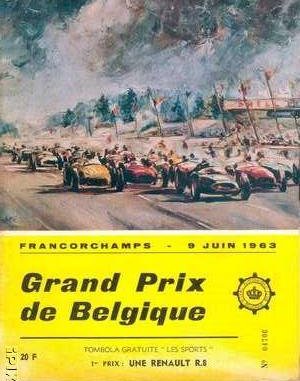 FRANCORCHAMPS - 9 JUIN 1963
Grand Prix
de Belgique
20 F
TOMBOLA GRATUITE "LES SPORTS"
1er PRIX : UNE RENAULT R.8